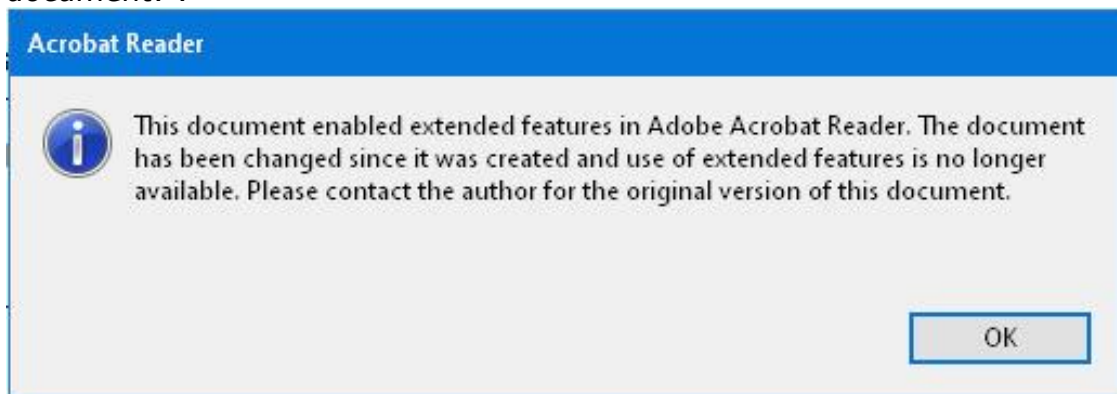 Acrobat Reader
This document enabled extended features in Adobe Acrobat Reader. The document
has been changed since it was created and use of extended features is no longer
available. Please contact the author for the original version of this document.
OK